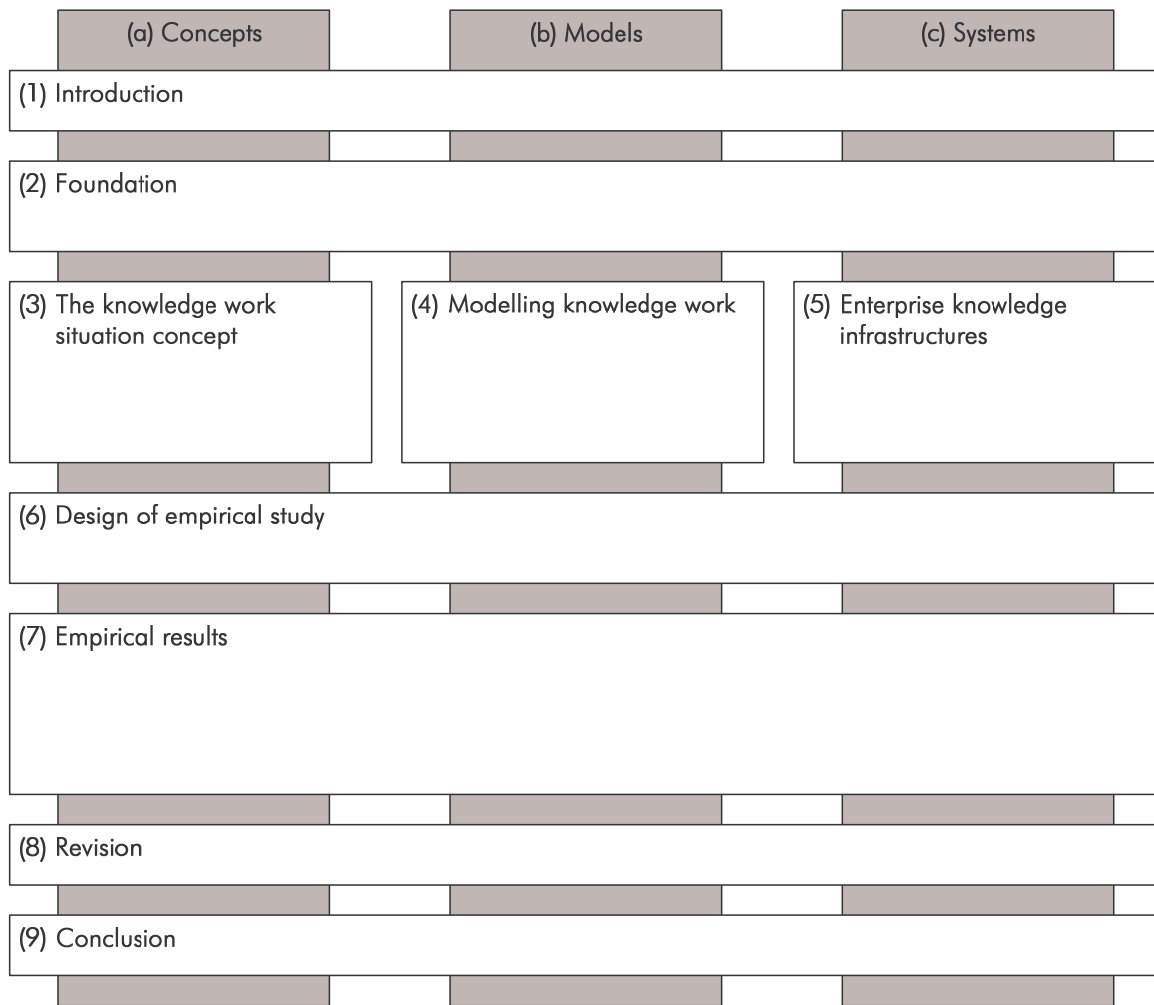 (a) Concepts
(b) Models
(c) Systems
(1) Introduction
(2) Foundation
(3) The knowledge work
situation concept
(4) Modelling knowledge work
(5) Enterprise knowledge
infrastructures
(6) Design of empirical study
(7) Empirical results
(8) Revision
(9) Conclusion